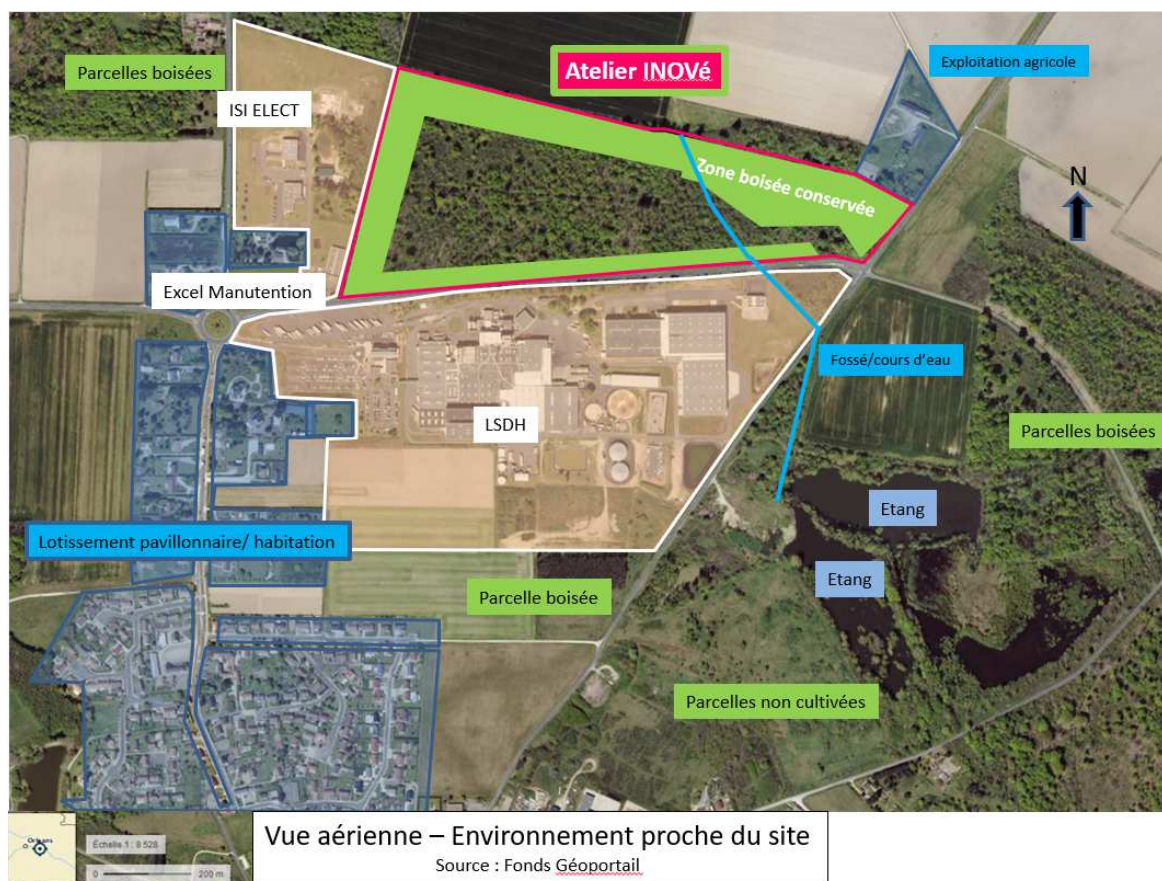 Parcelles boisées
Atelier INOVé
Exploitation agricole
ISI ELECT
Zone boisée conservée
N
Excel Manutention
Fossé/cours d'eau
LSDH
Parcelles boisées
Etang
Lotissement pavillonnaire/ habitation
Etang
Parcelle boisée
Parcelles non cultivées
Vue aérienne – Environnement proche du site
Source : Fonds Géoportail
Orléans
Échelle 1 : 8 528
0 200 m